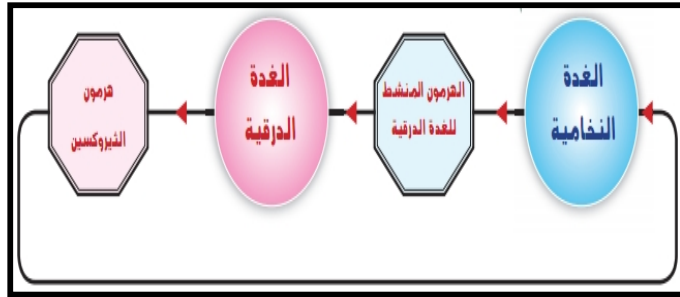 الغدة
النخامية
الهرمون المنشط
للغدة الدرقية
الغدة
الدرقية
هرمون
الثيروكسين